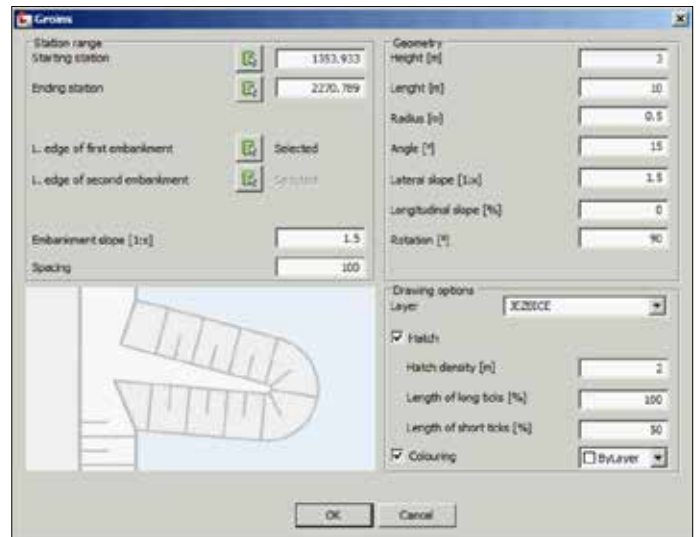 Groins
Station range
Starting station 1353.933
Ending station 2270.789
L. edge of first embankment Selected
L. edge of second embankment Selected
Embankment slope [1:x] 1.5
Spacing 100
Geometry
Height [m] 3
Lenght [m] 10
Radius [m] 0.5
Angle [°] 15
Lateral slope [1:x] 1.5
Longitudinal slope [%] 0
Rotation [°] 90
Drawing options
Layer JEZBICE
Hatch
Hatch density [m] 2
Length of long ticks [%] 100
Length of short ticks [%] 50
Colouring ByLayer
OK Cancel